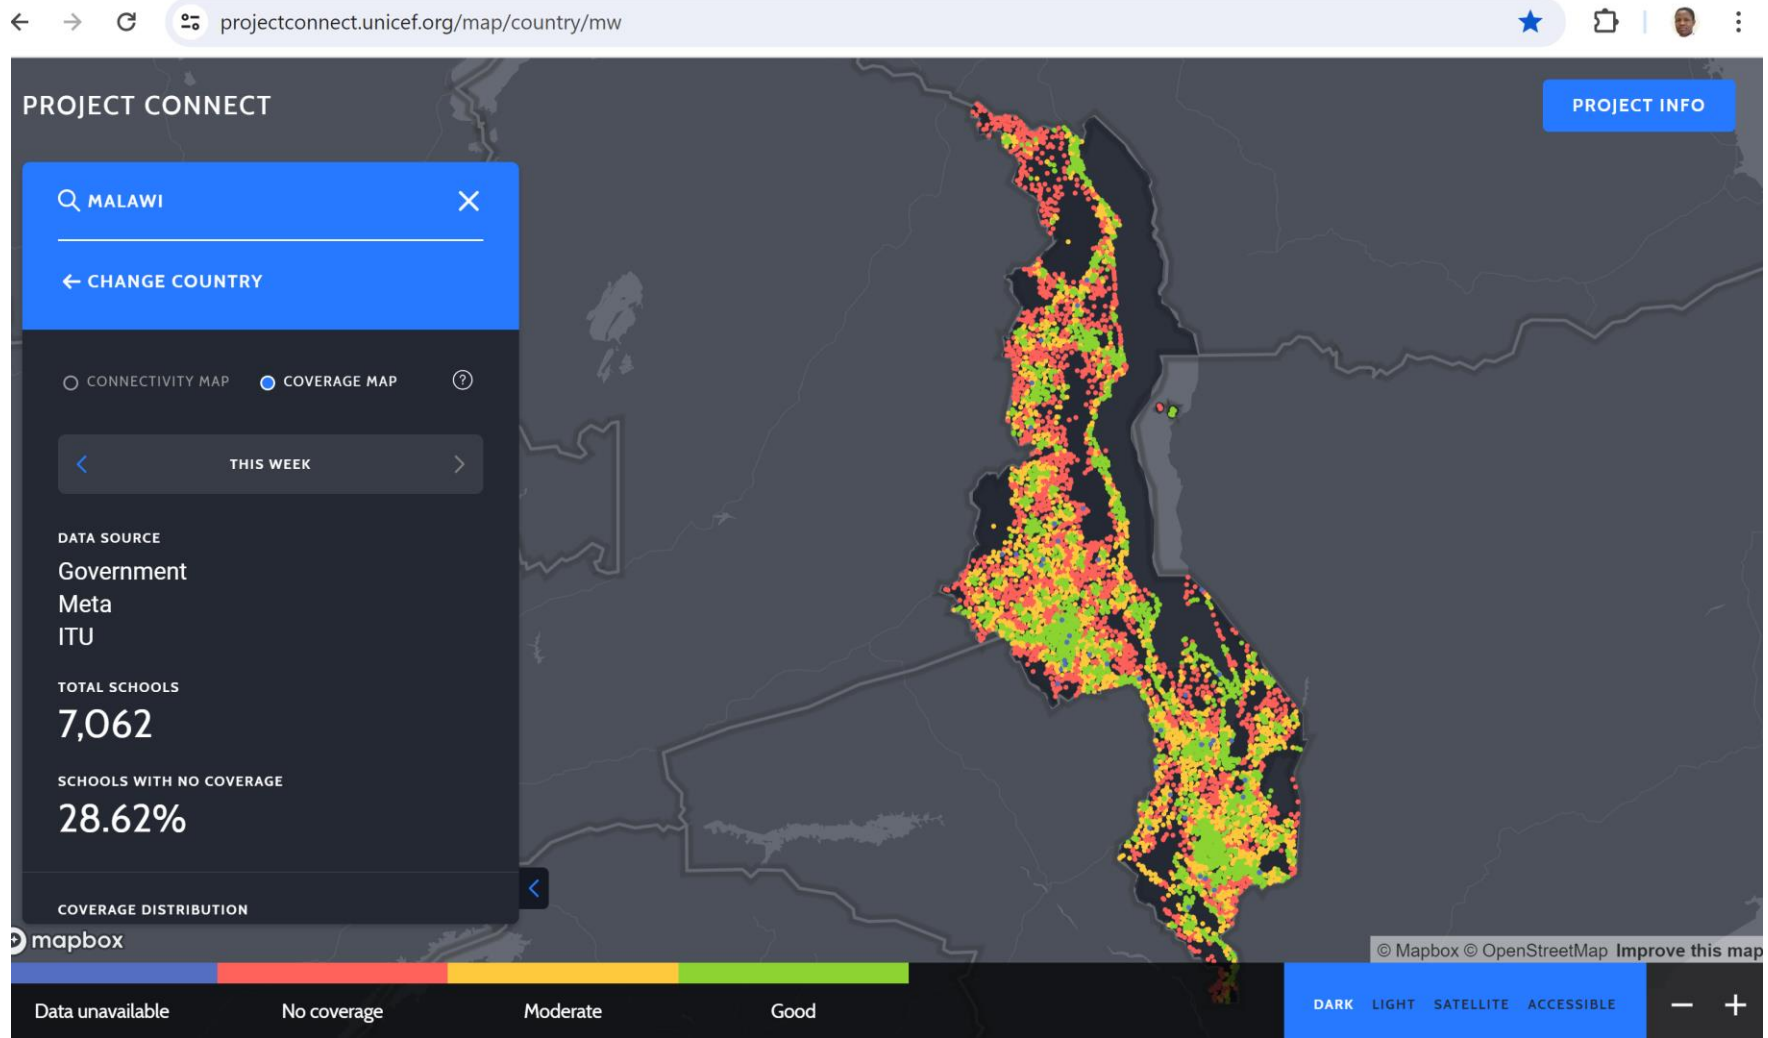 projectconnect.unicef.org/map/country/mw
PROJECT CONNECT
PROJECT INFO
MALAWI
CHANGE COUNTRY
CONNECTIVITY MAP COVERAGE MAP ?
THIS WEEK
DATA SOURCE
Government
Meta
ITU
TOTAL SCHOOLS
7,062
SCHOOLS WITH NO COVERAGE
28.62%
COVERAGE DISTRIBUTION
mapbox
© Mapbox © OpenStreetMap Improve this map
Data unavailable No coverage Moderate Good
DARK LIGHT SATELLITE ACCESSIBLE